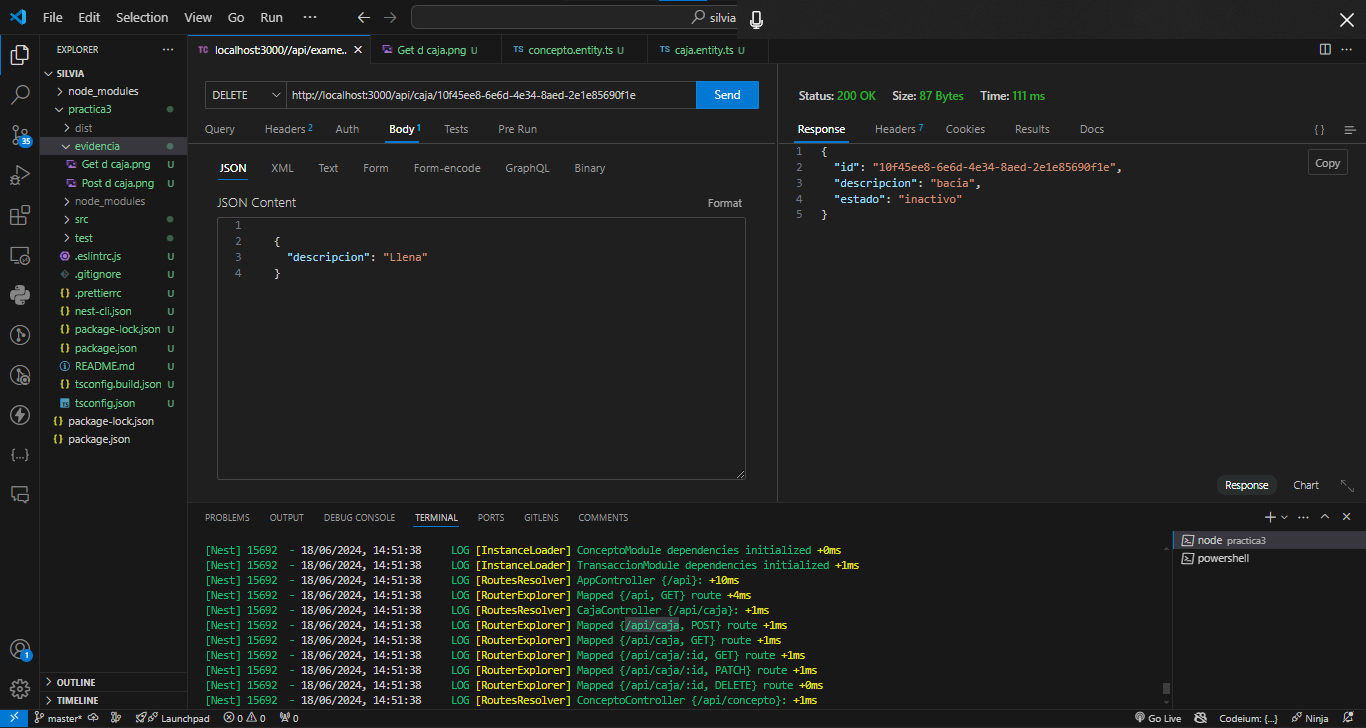 File Edit Selection View Go Run ··· silvia
EXPLORER ···
SILVIA
node_modules
practica3
dist
evidencia
Get d caja.png U
Post d caja.png U
node_modules
src
test
.eslintrc.js U
.gitignore U
.prettierrc U
nest-cli.json U
package-lock.json U
package.json U
README.md U
tsconfig.build.json U
tsconfig.json U
package-lock.json
package.json
OUTLINE
TIMELINE
35
1
TC localhost:3000//api/exame.. Get d caja.png U TS concepto.entity.ts U TS caja.entity.ts U
DELETE http://localhost:3000/api/caja/10f45ee8-6e6d-4e34-8aed-2e1e85690f1e Send
Query Headers 2 Auth Body 1 Tests Pre Run
JSON XML Text Form Form-encode GraphQL Binary
JSON Content Format
1
2 {
3 "descripcion": "Llena"
4 }
Status: 200 OK Size: 87 Bytes Time: 111 ms
Response Headers 7 Cookies Results Docs { }
1 {
2 "id": "10f45ee8-6e6d-4e34-8aed-2e1e85690f1e",
3 "descripcion": "bacia",
4 "estado": "inactivo"
5 }
Copy
Response Chart
PROBLEMS OUTPUT DEBUG CONSOLE TERMINAL PORTS GITLENS COMMENTS
[Nest] 15692 - 18/06/2024, 14:51:38 LOG [InstanceLoader] ConceptoModule dependencies initialized +0ms
[Nest] 15692 - 18/06/2024, 14:51:38 LOG [InstanceLoader] TransaccionModule dependencies initialized +1ms
[Nest] 15692 - 18/06/2024, 14:51:38 LOG [RoutesResolver] AppController {/api}: +10ms
[Nest] 15692 - 18/06/2024, 14:51:38 LOG [RouterExplorer] Mapped {/api, GET} route +4ms
[Nest] 15692 - 18/06/2024, 14:51:38 LOG [RoutesResolver] CajaController {/api/caja}: +1ms
[Nest] 15692 - 18/06/2024, 14:51:38 LOG [RouterExplorer] Mapped {/api/caja, POST} route +1ms
[Nest] 15692 - 18/06/2024, 14:51:38 LOG [RouterExplorer] Mapped {/api/caja, GET} route +1ms
[Nest] 15692 - 18/06/2024, 14:51:38 LOG [RouterExplorer] Mapped {/api/caja/:id, GET} route +1ms
[Nest] 15692 - 18/06/2024, 14:51:38 LOG [RouterExplorer] Mapped {/api/caja/:id, PATCH} route +1ms
[Nest] 15692 - 18/06/2024, 14:51:38 LOG [RouterExplorer] Mapped {/api/caja/:id, DELETE} route +0ms
[Nest] 15692 - 18/06/2024, 14:51:38 LOG [RoutesResolver] ConceptoController {/api/concepto}: +1ms
node practica3
powershell
master* Launchpad 0 0 0 Go Live Codeium: {...} Ninja